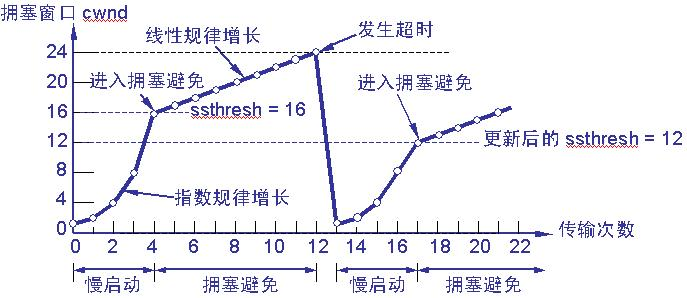 拥塞窗口 cwnd
线性规律增长
发生超时
24
20
进入拥塞避免
进入拥塞避免
16
ssthresh = 16
12
更新后的 ssthresh = 12
8
4
指数规律增长
0
0 2 4 6 8 10 12 14 16 18 20 22
传输次数
慢启动 拥塞避免 慢启动 拥塞避免